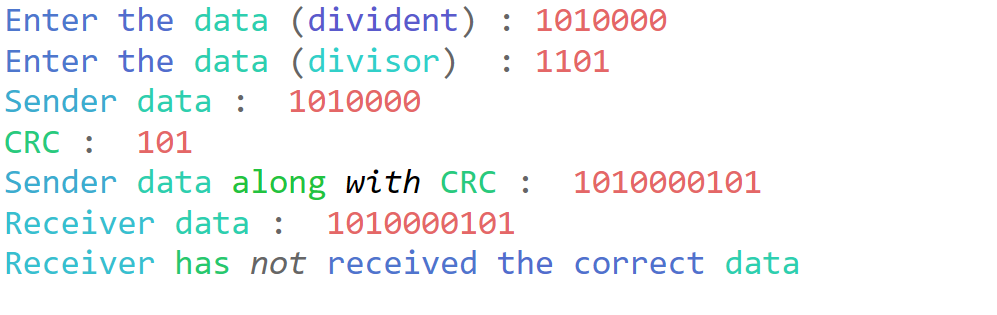 Enter the data (divident) : 1010000
Enter the data (divisor)  : 1101
Sender data :  1010000
CRC :  101
Sender data along with CRC :  1010000101
Receiver data :  1010000101
Receiver has not received the correct data